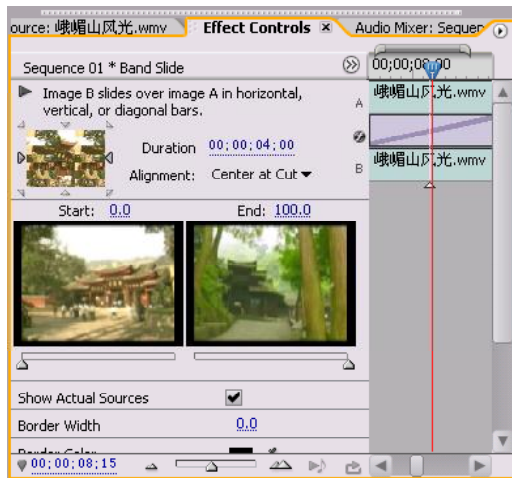 ource: 峨嵋山风光.wmv Effect Controls Audio Mixer: Sequen
Sequence 01 * Band Slide 00;00;08;00
Image B slides over image A in horizontal,
vertical, or diagonal bars.
A 峨嵋山风光.wmv
Duration 00;00;04;00
Alignment: Center at Cut
B 峨嵋山风光.wmv
Start: 0.0 End: 100.0
Show Actual Sources
Border Width 0.0
Border Color
00:00:08:15